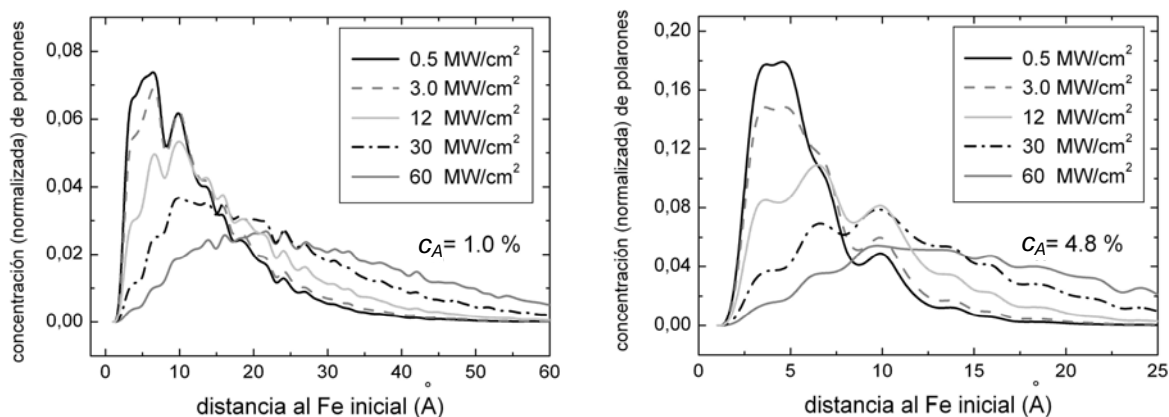 concentración (normalizada) de polarones
0,08
0,06
0,04
0,02
0,00
0.5 MW/cm²
3.0 MW/cm²
12 MW/cm²
30 MW/cm²
60 MW/cm²
C_A= 1.0 %
0 10 20 30 40 50 60
distancia al Fe inicial (Å)
concentración (normalizada) de polarones
0,20
0,16
0,12
0,08
0,04
0,00
0.5 MW/cm²
3.0 MW/cm²
12 MW/cm²
30 MW/cm²
60 MW/cm²
C_A= 4.8 %
0 5 10 15 20 25
distancia al Fe inicial (Å)